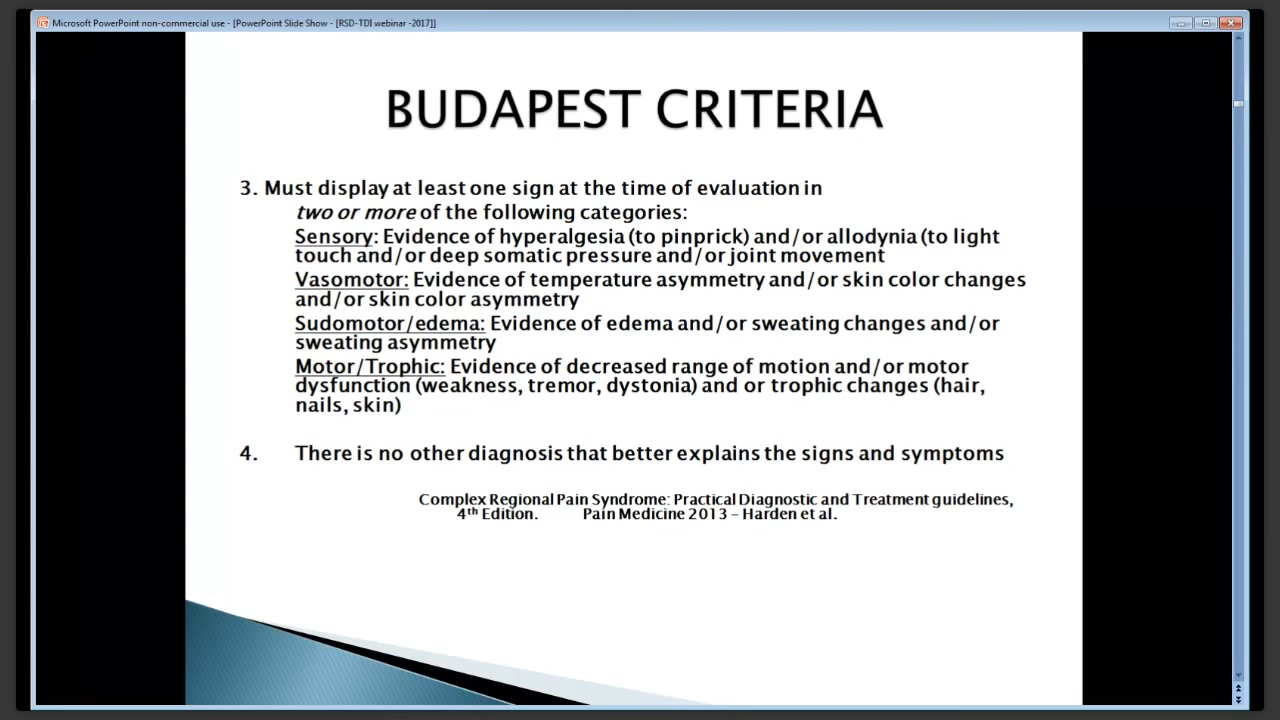 Microsoft PowerPoint non-commercial use - [PowerPoint Slide Show - [RSD-TDI webinar -2017]]
BUDAPEST CRITERIA
3. Must display at least one sign at the time of evaluation in
two or more of the following categories:
Sensory: Evidence of hyperalgesia (to pinprick) and/or allodynia (to light
touch and/or deep somatic pressure and/or joint movement
Vasomotor: Evidence of temperature asymmetry and/or skin color changes
and/or skin color asymmetry
Sudomotor/edema: Evidence of edema and/or sweating changes and/or
sweating asymmetry
Motor/Trophic: Evidence of decreased range of motion and/or motor
dysfunction (weakness, tremor, dystonia) and or trophic changes (hair,
nails, skin)
4. There is no other diagnosis that better explains the signs and symptoms
Complex Regional Pain Syndrome: Practical Diagnostic and Treatment guidelines,
4th Edition. Pain Medicine 2013 – Harden et al.